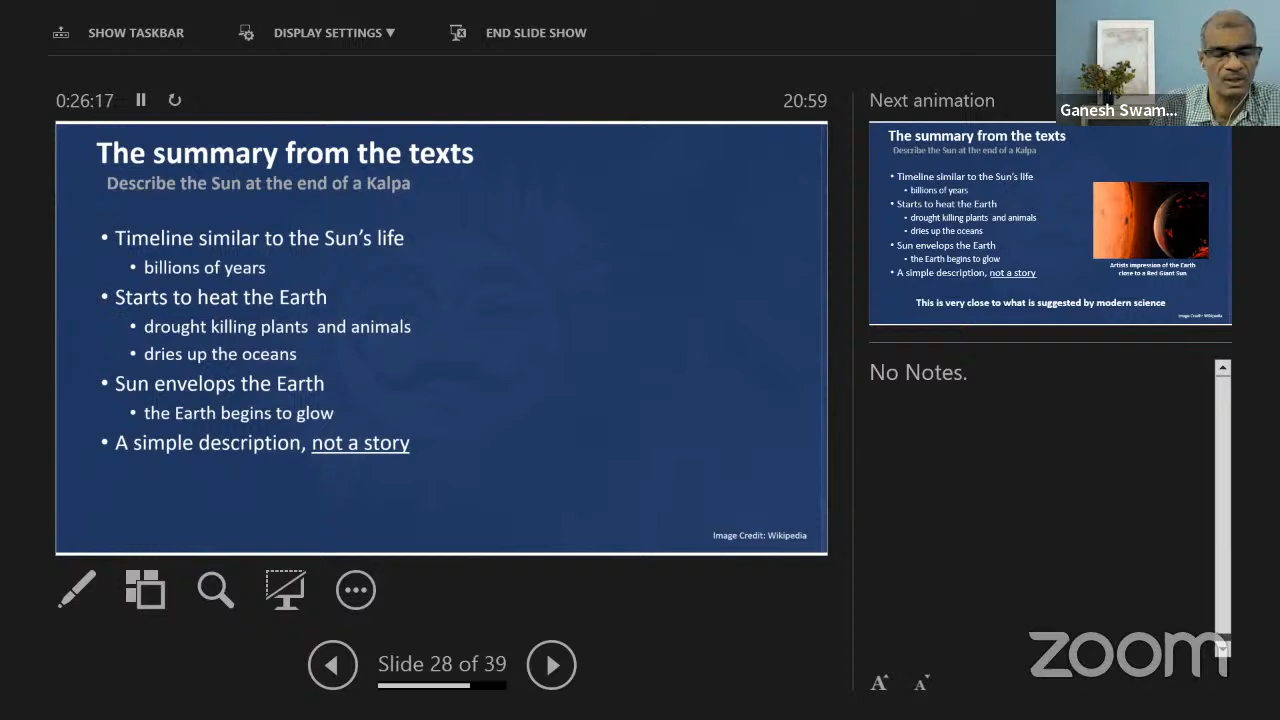 SHOW TASKBAR
DISPLAY SETTINGS ▼
END SLIDE SHOW
Ganesh Swam...
0:26:17
20:59
The summary from the texts
Describe the Sun at the end of a Kalpa
• Timeline similar to the Sun's life
• billions of years
• Starts to heat the Earth
• drought killing plants and animals
• dries up the oceans
• Sun envelops the Earth
• the Earth begins to glow
• A simple description, not a story
Image Credit: Wikipedia
Slide 28 of 39
Next animation
The summary from the texts
Describe the Sun at the end of a Kalpa
• Timeline similar to the Sun's life
• billions of years
• Starts to heat the Earth
• drought killing plants and animals
• dries up the oceans
• Sun envelops the Earth
• the Earth begins to glow
• A simple description, not a story
Artists impression of the Earth
close to a Red Giant Sun
This is very close to what is suggested by modern science
Image Credit: Wikipedia
No Notes.
A A
zoom